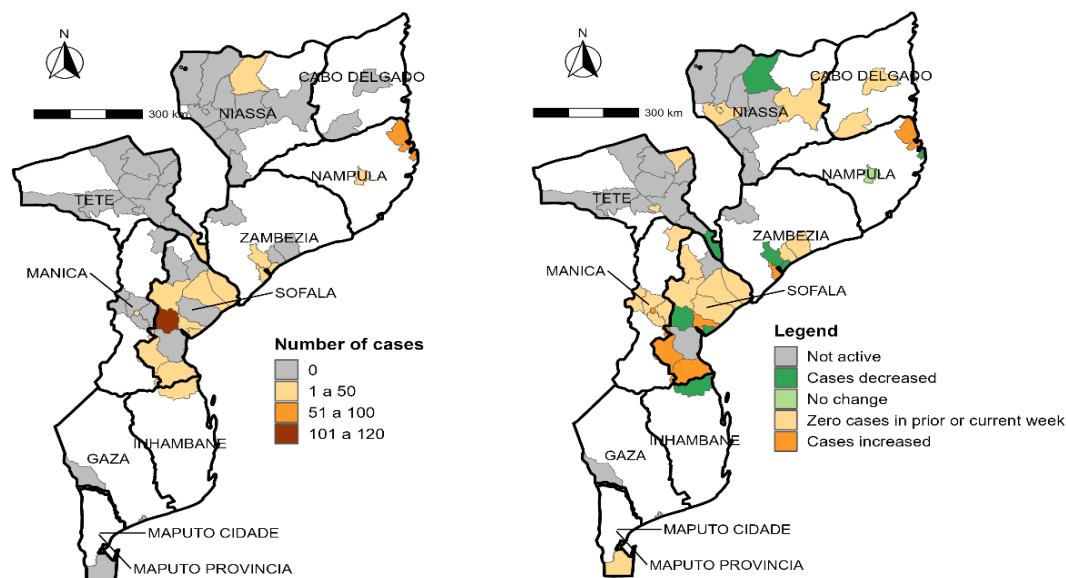 N
300 km
CABO DELGADO
NIASSA
NAMPULA
TETE
ZAMBEZIA
MANICA
SOFALA
Number of cases
0
1 a 50
51 a 100
101 a 120
INHAMBANE
GAZA
MAPUTO CIDADE
MAPUTO PROVINCIA
N
300 km
CABO DELGADO
NIASSA
NAMPULA
TETE
ZAMBEZIA
MANICA
SOFALA
Legend
Not active
Cases decreased
No change
Zero cases in prior or current week
Cases increased
INHAMBANE
GAZA
MAPUTO CIDADE
MAPUTO PROVINCIA